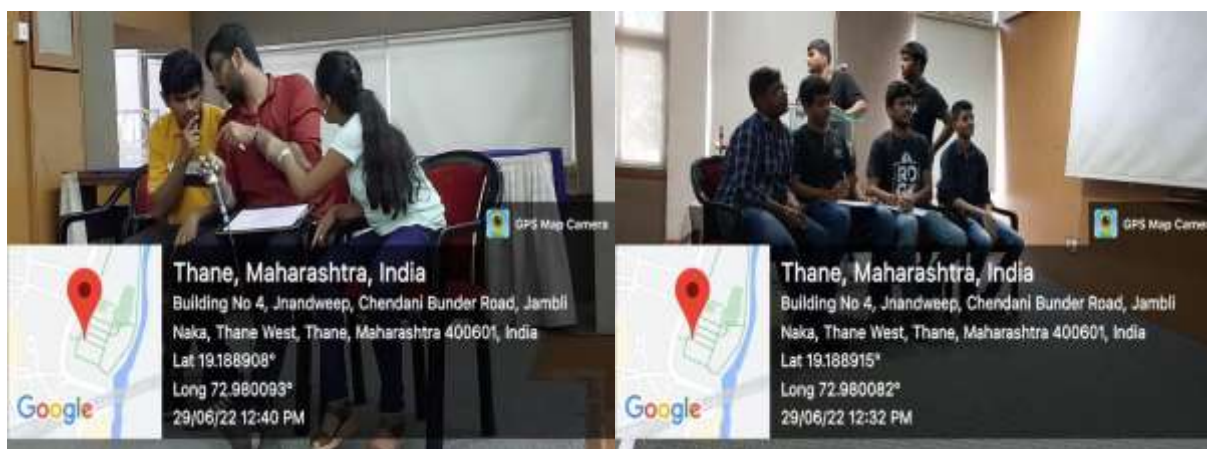 GPS Map Camera
Thane, Maharashtra, India
Building No 4, Jnandweep, Chendani Bunder Road, Jambli
Naka, Thane West, Thane, Maharashtra 400601, India
Lat 19.188908°
Long 72.980093°
29/06/22 12:40 PM
Google
RO
GPS Map Came
Thane, Maharashtra, India
Building No 4, Jnandweep, Chendani Bunder Road, Jambli
Naka, Thane West, Thane, Maharashtra 400601, India
Lat 19.188915°
Long 72.980082°
29/06/22 12:32 PM
Google